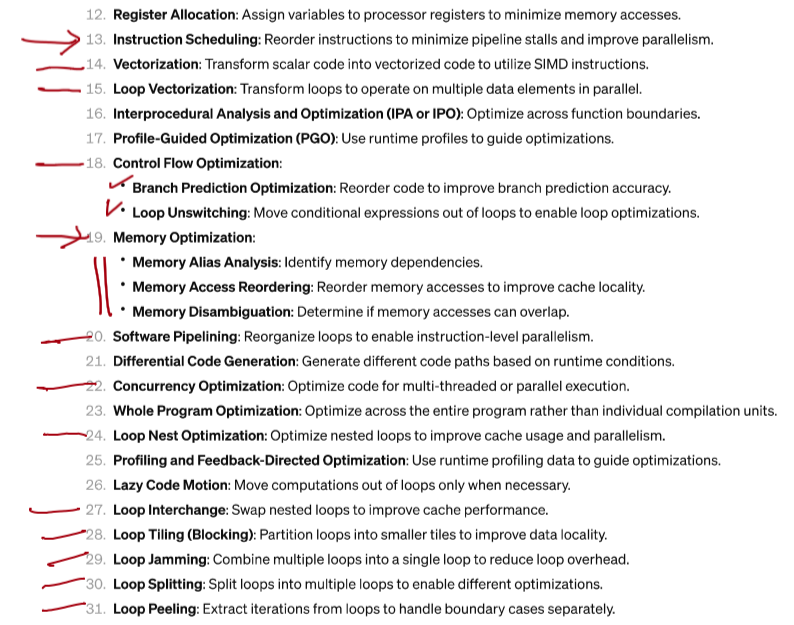 12. Register Allocation: Assign variables to processor registers to minimize memory accesses.
13. Instruction Scheduling: Reorder instructions to minimize pipeline stalls and improve parallelism.
14. Vectorization: Transform scalar code into vectorized code to utilize SIMD instructions.
15. Loop Vectorization: Transform loops to operate on multiple data elements in parallel.
16. Interprocedural Analysis and Optimization (IPA or IPO): Optimize across function boundaries.
17. Profile-Guided Optimization (PGO): Use runtime profiles to guide optimizations.
18. Control Flow Optimization:
• Branch Prediction Optimization: Reorder code to improve branch prediction accuracy.
• Loop Unswitching: Move conditional expressions out of loops to enable loop optimizations.
19. Memory Optimization:
• Memory Alias Analysis: Identify memory dependencies.
• Memory Access Reordering: Reorder memory accesses to improve cache locality.
• Memory Disambiguation: Determine if memory accesses can overlap.
20. Software Pipelining: Reorganize loops to enable instruction-level parallelism.
21. Differential Code Generation: Generate different code paths based on runtime conditions.
22. Concurrency Optimization: Optimize code for multi-threaded or parallel execution.
23. Whole Program Optimization: Optimize across the entire program rather than individual compilation units.
24. Loop Nest Optimization: Optimize nested loops to improve cache usage and parallelism.
25. Profiling and Feedback-Directed Optimization: Use runtime profiling data to guide optimizations.
26. Lazy Code Motion: Move computations out of loops only when necessary.
27. Loop Interchange: Swap nested loops to improve cache performance.
28. Loop Tiling (Blocking): Partition loops into smaller tiles to improve data locality.
29. Loop Jamming: Combine multiple loops into a single loop to reduce loop overhead.
30. Loop Splitting: Split loops into multiple loops to enable different optimizations.
31. Loop Peeling: Extract iterations from loops to handle boundary cases separately.